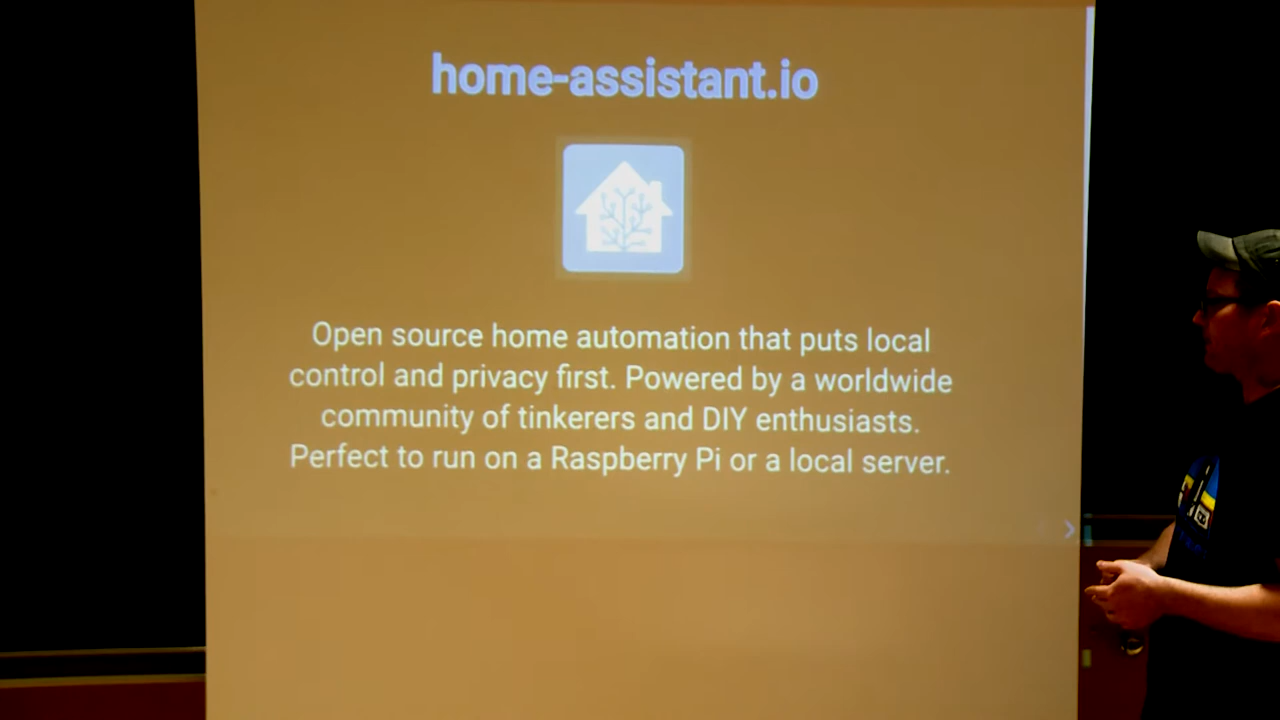 home-assistant.io
Open source home automation that puts local
control and privacy first. Powered by a worldwide
community of tinkerers and DIY enthusiasts.
Perfect to run on a Raspberry Pi or a local server.